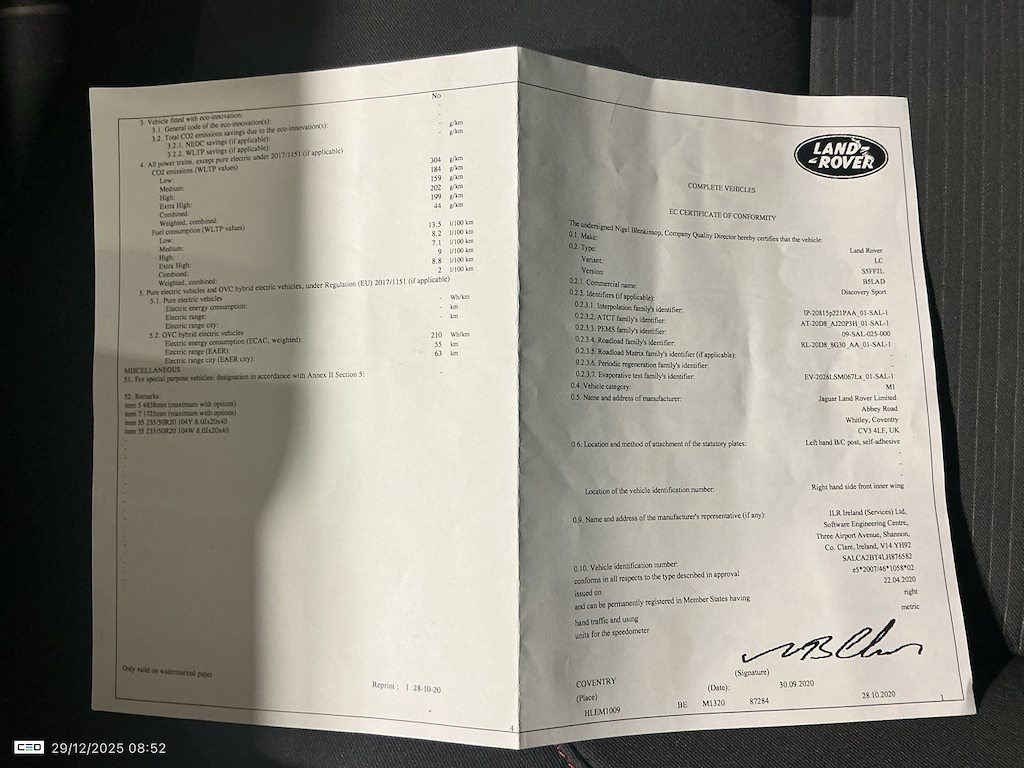 No
3. Vehicle fitted with eco-innovation: -
3.1. General code of the eco-innovation(s): -
3.2. Total CO2 emissions savings due to the eco-innovation(s):
3.2.1. NEDC savings (if applicable): - g/km
3.2.2. WLTP savings (if applicable): - g/km
4. All power trains, except pure electric under 2017/1151 (if applicable)
CO2 emissions (WLTP values)
Low: 304 g/km
Medium: 184 g/km
High: 159 g/km
Extra High: 202 g/km
Combined: 199 g/km
Weighted, combined: 44 g/km
Fuel consumption (WLTP values)
Low: 13.5 l/100 km
Medium: 8.2 l/100 km
High: 7.1 l/100 km
Extra High: 9 l/100 km
Combined: 8.8 l/100 km
Weighted, combined: 2 l/100 km
5. Pure electric vehicles and OVC hybrid electric vehicles, under Regulation (EU) 2017/1151 (if applicable)
5.1. Pure electric vehicles
Electric energy consumption: - Wh/km
Electric range: - km
Electric range city: - km
5.2. OVC hybrid electric vehicles
Electric energy consumption (ECAC, weighted): 210 Wh/km
Electric range (EAER): 55 km
Electric range city (EAER city): 63 km
MISCELLANEOUS
51. For special purpose vehicles: designation in accordance with Annex II Section 5: -
52. Remarks:
item 5 4838mm (maximum with options)
item 7 1725mm (maximum with options)
item 35 235/50R20 104Y 8.0Jx20x40
item 35 235/50R20 104W 8.0Jx20x40
Only valid on watermarked paper
Reprint : 1 28-10-20
4
LAND ROVER
COMPLETE VEHICLES
EC CERTIFICATE OF CONFORMITY
The undersigned Nigel Blenkinsop, Company Quality Director hereby certifies that the vehicle:
0.1. Make: Land Rover
0.2. Type: LC
Variant: S5FF2L
Version: B5LAD
0.2.1. Commercial name: Discovery Sport
0.2.3. Identifiers (if applicable):
0.2.3.1. Interpolation family's identifier: IP-20815p221PAA_01-SAL-1
0.2.3.2. ATCT family's identifier: AT-20D8_AJ20P3H_01-SAL-1
0.2.3.3. PEMS family's identifier: 09-SAL-025-000
0.2.3.4. Roadload family's identifier: RL-20D8_8G30_AA_01-SAL-1
0.2.3.5. Roadload Matrix family's identifier (if applicable): -
0.2.3.6. Periodic regeneration family's identifier: -
0.2.3.7. Evaporative test family's identifier: EV-2026LSM067Lx_01-SAL-1
0.4. Vehicle category: M1
0.5. Name and address of manufacturer: Jaguar Land Rover Limited
Abbey Road
Whitley, Coventry
CV3 4LF, UK
0.6. Location and method of attachment of the statutory plates: Left hand B/C post, self-adhesive
-
-
-
Location of the vehicle identification number: Right hand side front inner wing
0.9. Name and address of the manufacturer's representative (if any): JLR Ireland (Services) Ltd,
Software Engineering Centre,
Three Airport Avenue, Shannon,
Co. Clare, Ireland, V14 YH92
0.10. Vehicle identification number: SALCA2BT4LH876582
conforms in all respects to the type described in approval e5*2007/46*1058*02
issued on 22.04.2020
and can be permanently registered in Member States having right
hand traffic and using metric
units for the speedometer
COVENTRY
(Place)
(Signature)
(Date): 30.09.2020
HLEM1009 BE M1320 87284 28.10.2020 1
CEO 29/12/2025 08:52